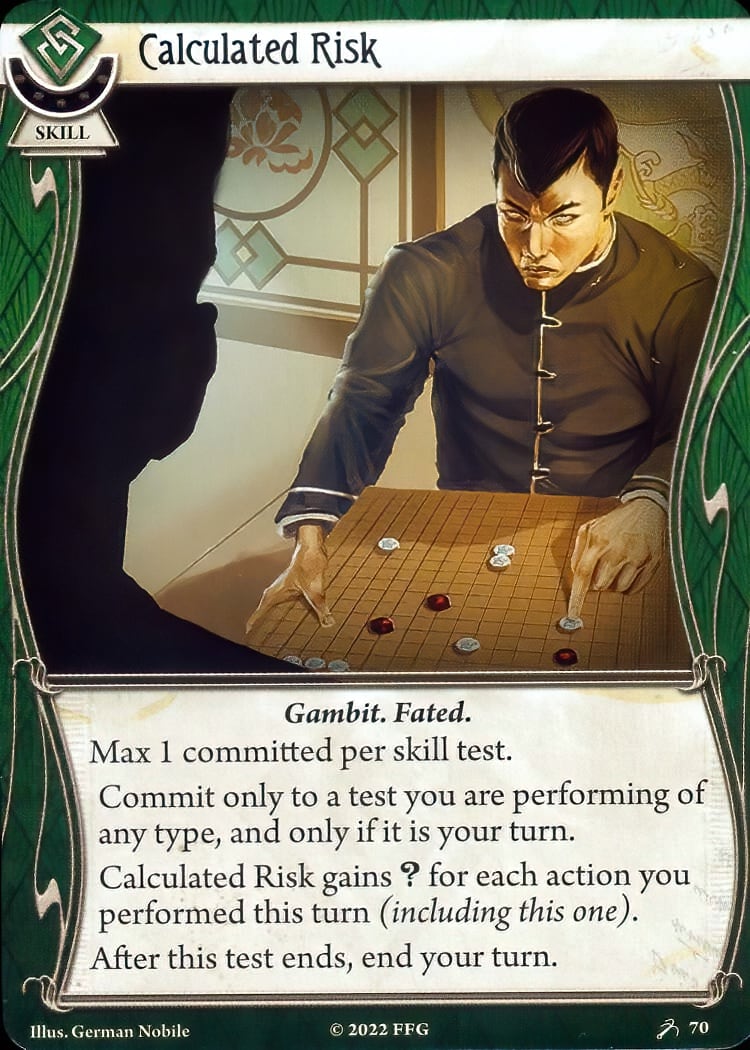 Calculated Risk
SKILL
Gambit. Fated.
Max 1 committed per skill test.
Commit only to a test you are performing of
any type, and only if it is your turn.
Calculated Risk gains ? for each action you
performed this turn (including this one).
After this test ends, end your turn.
Illus. German Nobile
© 2022 FFG
70